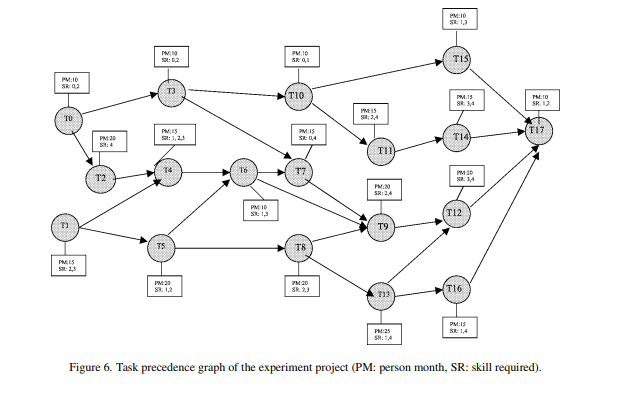 PM:10
SR: 1,3
T15
PM:10
SR: 0,2
PM:10
SR: 0,1
PM:10
SR: 0,2
T3
T10
PM:15
SR: 3,4
PM:10
SR: 1,2
PM:15
SR: 2,4
T0
T17
PM:20
SR: 4
PM:15
SR: 1, 2,3
PM:15
SR: 0,4
T11
T14
T2
T4
T6
T7
PM:20
SR: 2,4
PM:20
SR: 3,4
PM:10
SR: 1,3
T1
T5
T8
T9
T12
PM:15
SR: 2,3
PM:20
SR: 1,2
PM:20
SR: 2,3
T13
T16
PM:25
SR: 1,4
PM:15
SR: 1,4
Figure 6. Task precedence graph of the experiment project (PM: person month, SR: skill required).